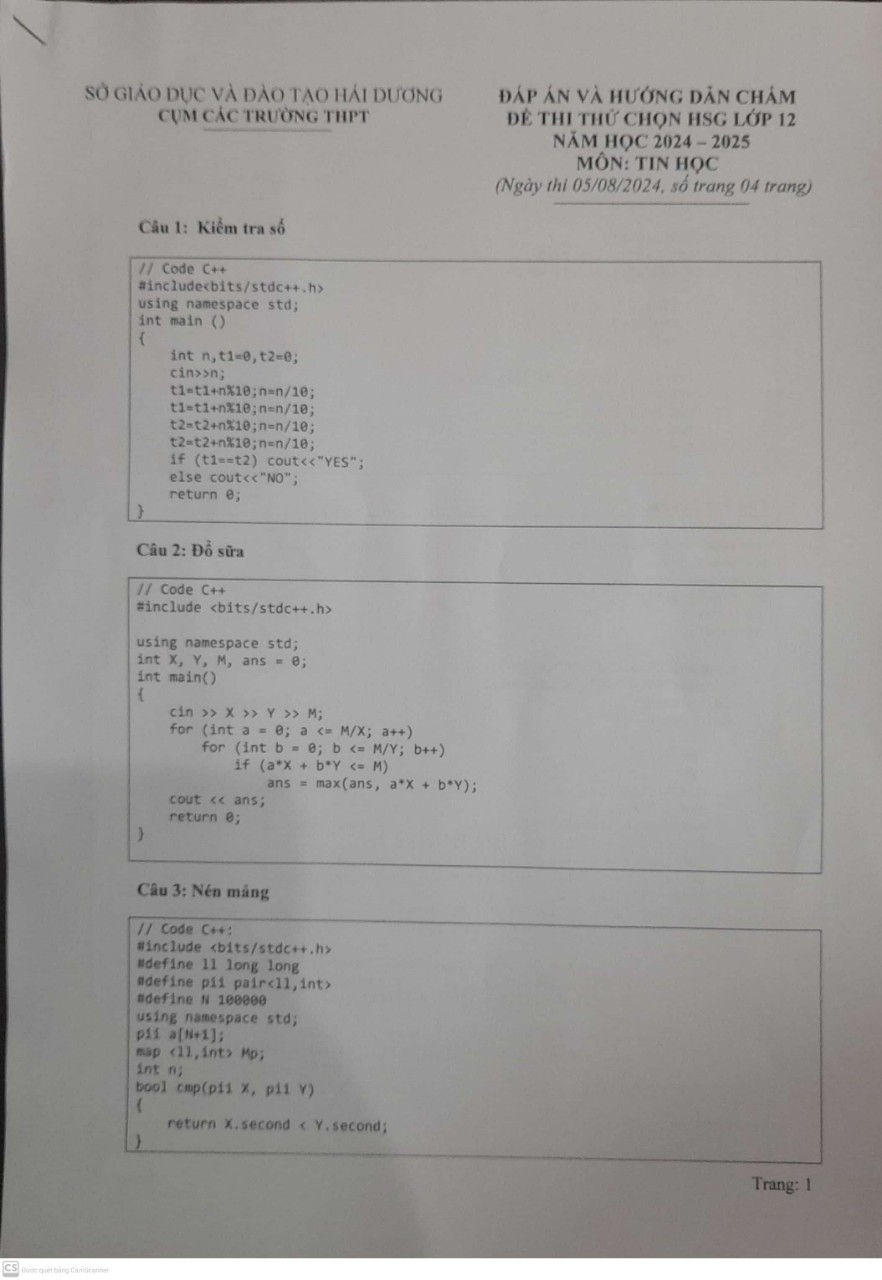 SỞ GIÁO DỤC VÀ ĐÀO TẠO HẢI DƯƠNG
CỤM CÁC TRƯỜNG THPT
ĐÁP ÁN VÀ HƯỚNG DẪN CHẤM
ĐỀ THI THỬ CHỌN HSG LỚP 12
NĂM HỌC 2024 – 2025
MÔN: TIN HỌC
(Ngày thi 05/08/2024, số trang 04 trang)
Câu 1: Kiểm tra số
// Code C++
#include<bits/stdc++.h>
using namespace std;
int main ()
{
int n,t1=0,t2=0;
cin>>n;
t1=t1+n%10;n=n/10;
t1=t1+n%10;n=n/10;
t2=t2+n%10;n=n/10;
t2=t2+n%10;n=n/10;
if (t1==t2) cout<<"YES";
else cout<<"NO";
return 0;
}
Câu 2: Đổ sữa
// Code C++
#include <bits/stdc++.h>
using namespace std;
int X, Y, M, ans = 0;
int main()
{
cin >> X >> Y >> M;
for (int a = 0; a <= M/X; a++)
for (int b = 0; b <= M/Y; b++)
if (a*X + b*Y <= M)
ans = max(ans, a*X + b*Y);
cout << ans;
return 0;
}
Câu 3: Nén mảng
// Code C++:
#include <bits/stdc++.h>
#define ll long long
#define pii pair<ll,int>
#define N 100000
using namespace std;
pii a[N+1];
map <ll,int> Mp;
int n;
bool cmp(pii X, pii Y)
{
return X.second < Y.second;
}
Trang: 1
CS Được quét bằng CamScanner